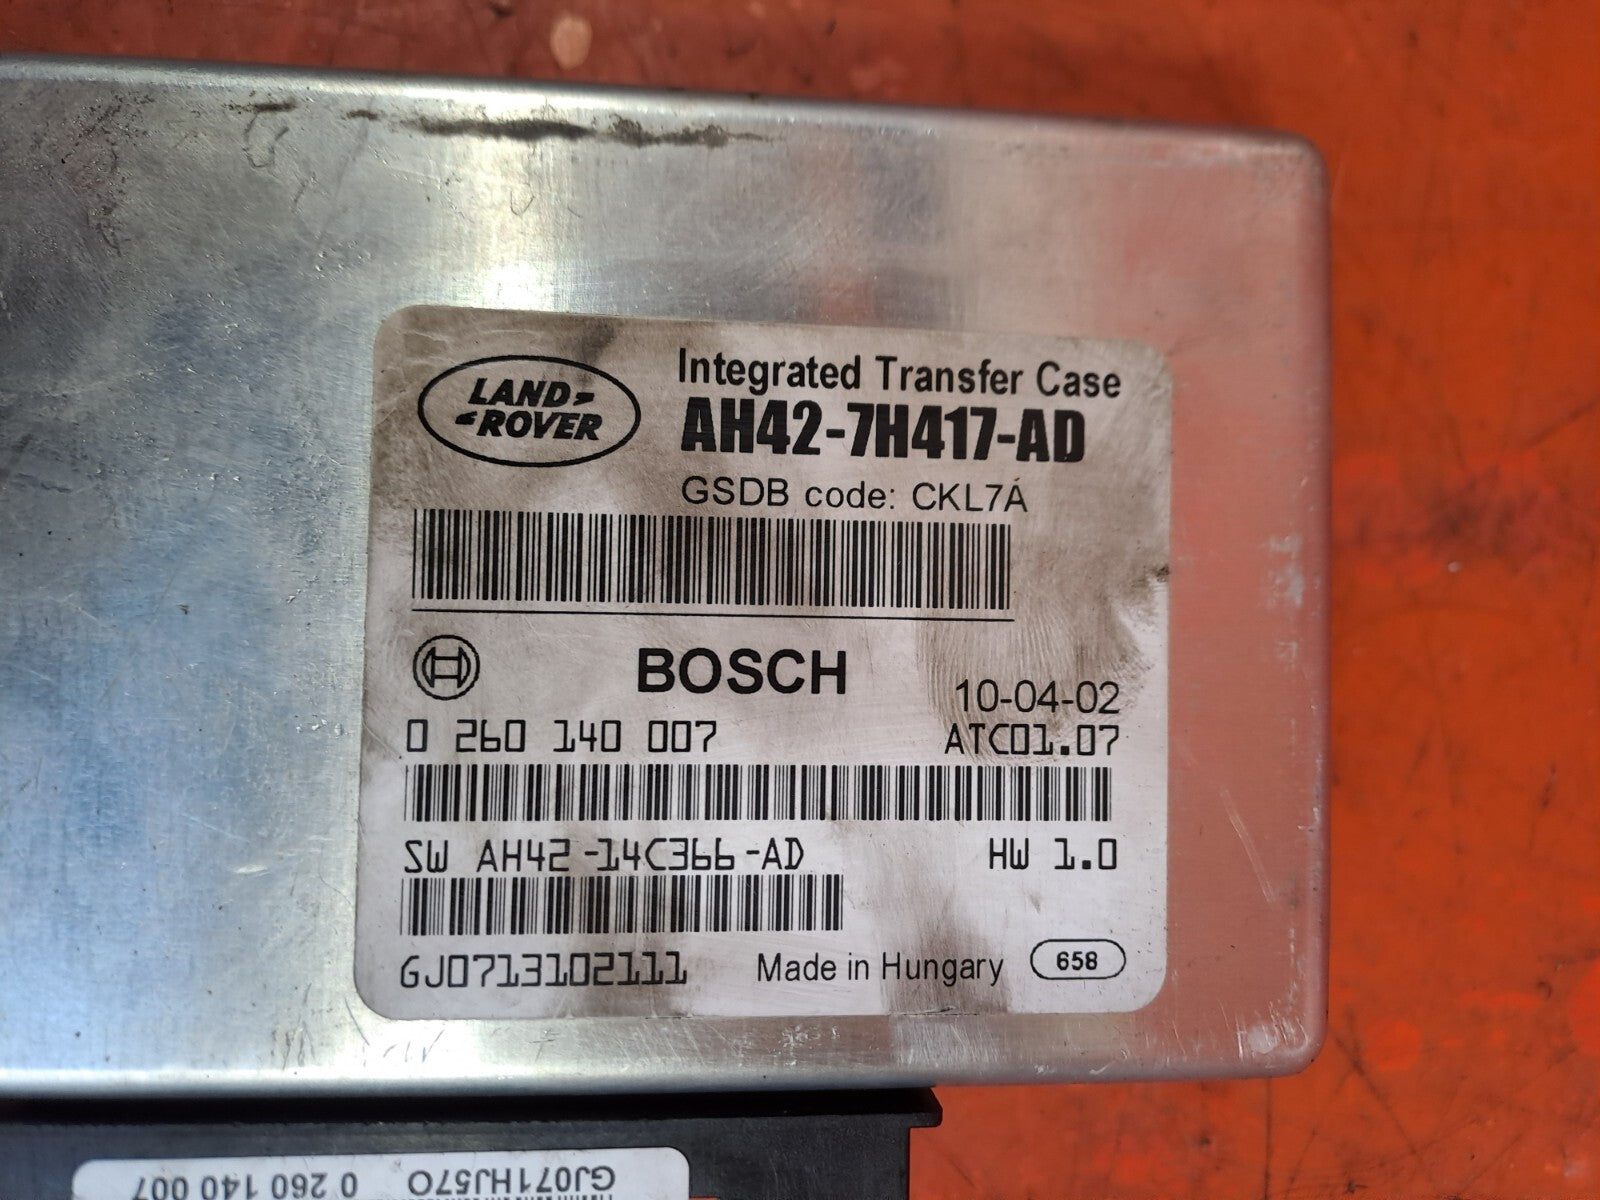 LAND-
-ROVER
Integrated Transfer Case
AH42-7H417-AD
GSDB code: CKL7A
BOSCH
10-04-02
0 260 140 007
ATC01.07
SW AH42-14C366-AD
HW 1.0
GJ0713102111
Made in Hungary
658
GJ071HJ570
0 260 140 007